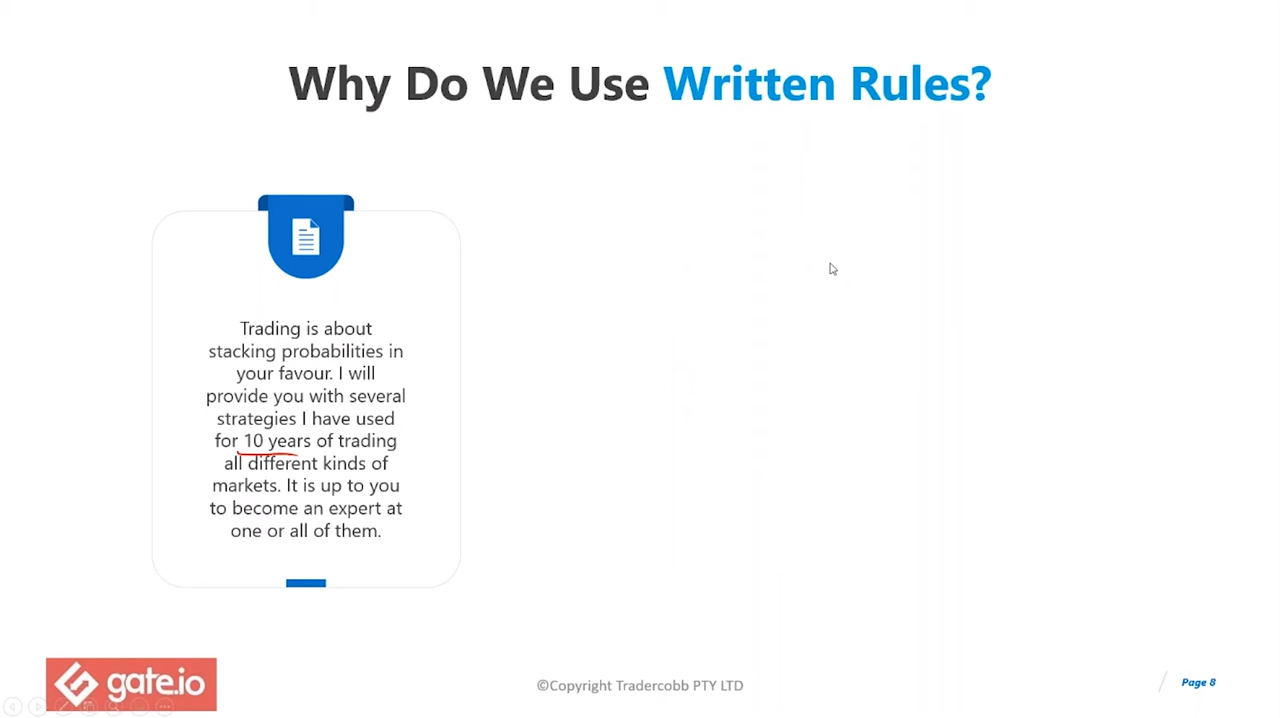 Why Do We Use Written Rules?
Trading is about
stacking probabilities in
your favour. I will
provide you with several
strategies I have used
for 10 years of trading
all different kinds of
markets. It is up to you
to become an expert at
one or all of them.
gate.io
©Copyright Tradercobb PTY LTD
Page 8